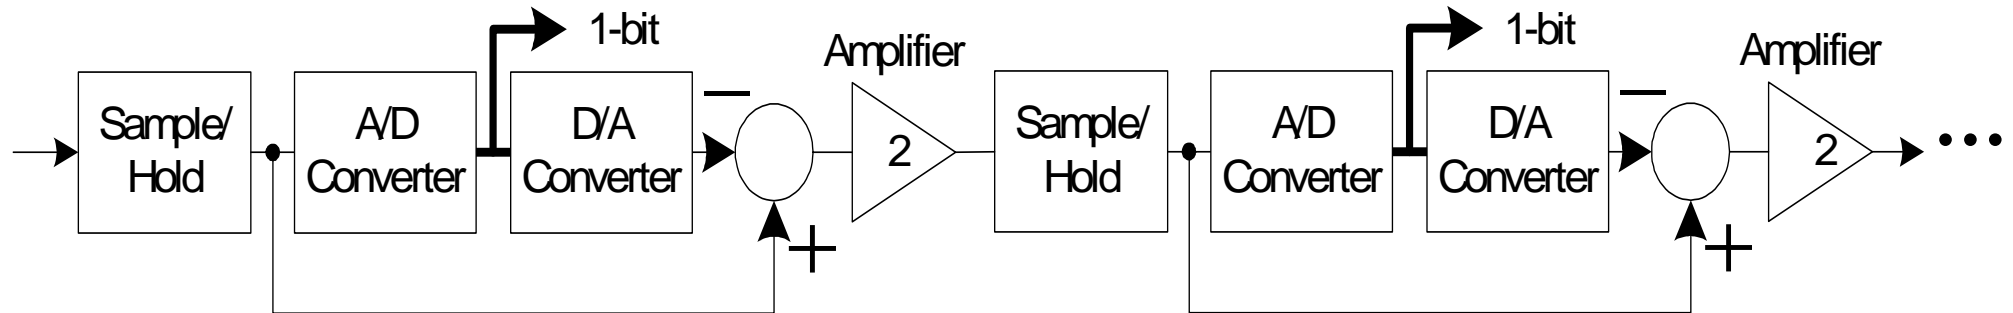 1-bit
Amplifier
Sample/
Hold
A/D
Converter
D/A
Converter
−
+
2
1-bit
Amplifier
Sample/
Hold
A/D
Converter
D/A
Converter
−
+
2
•••